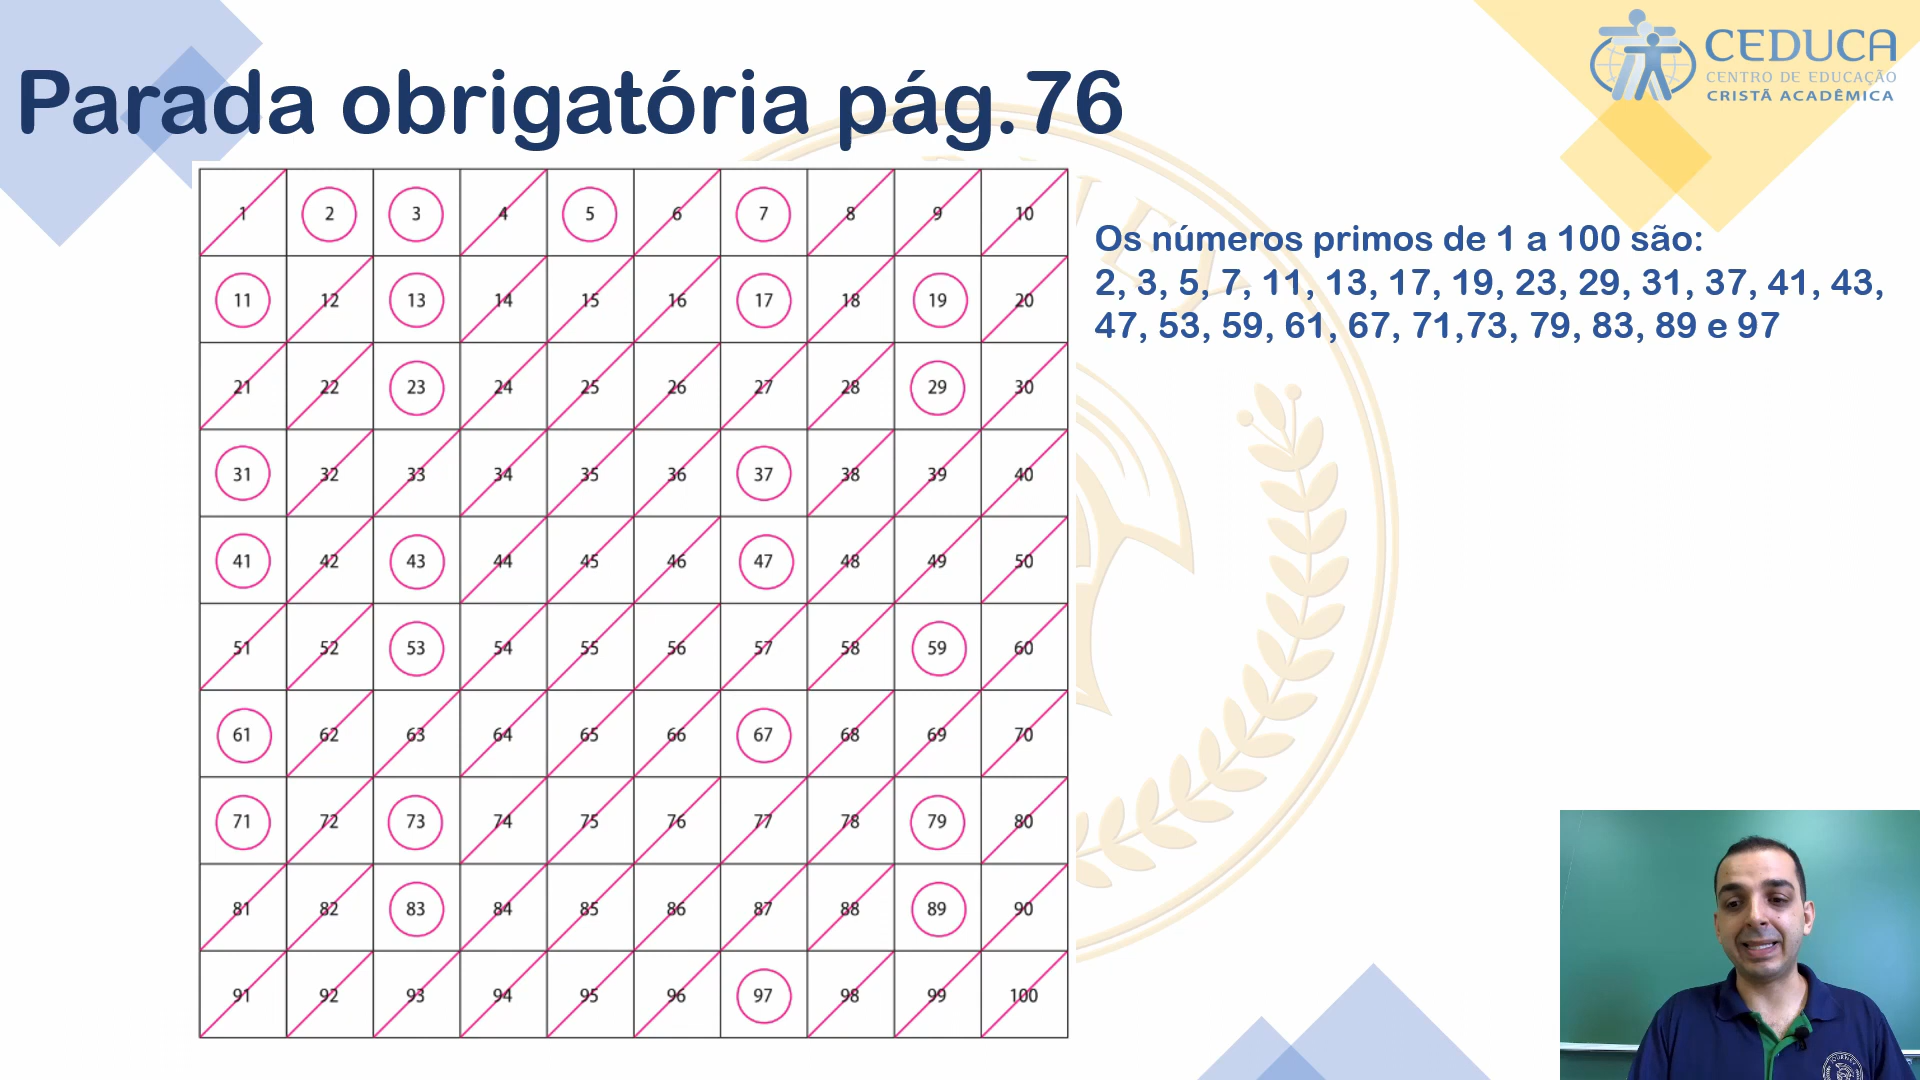 CEDUCA
CENTRO DE EDUCAÇÃO
CRISTÃ ACADÊMICA
Parada obrigatória pág.76
1 2 3 4 5 6 7 8 9 10
11 12 13 14 15 16 17 18 19 20
21 22 23 24 25 26 27 28 29 30
31 32 33 34 35 36 37 38 39 40
41 42 43 44 45 46 47 48 49 50
51 52 53 54 55 56 57 58 59 60
61 62 63 64 65 66 67 68 69 70
71 72 73 74 75 76 77 78 79 80
81 82 83 84 85 86 87 88 89 90
91 92 93 94 95 96 97 98 99 100
Os números primos de 1 a 100 são:
2, 3, 5, 7, 11, 13, 17, 19, 23, 29, 31, 37, 41, 43,
47, 53, 59, 61, 67, 71,73, 79, 83, 89 e 97